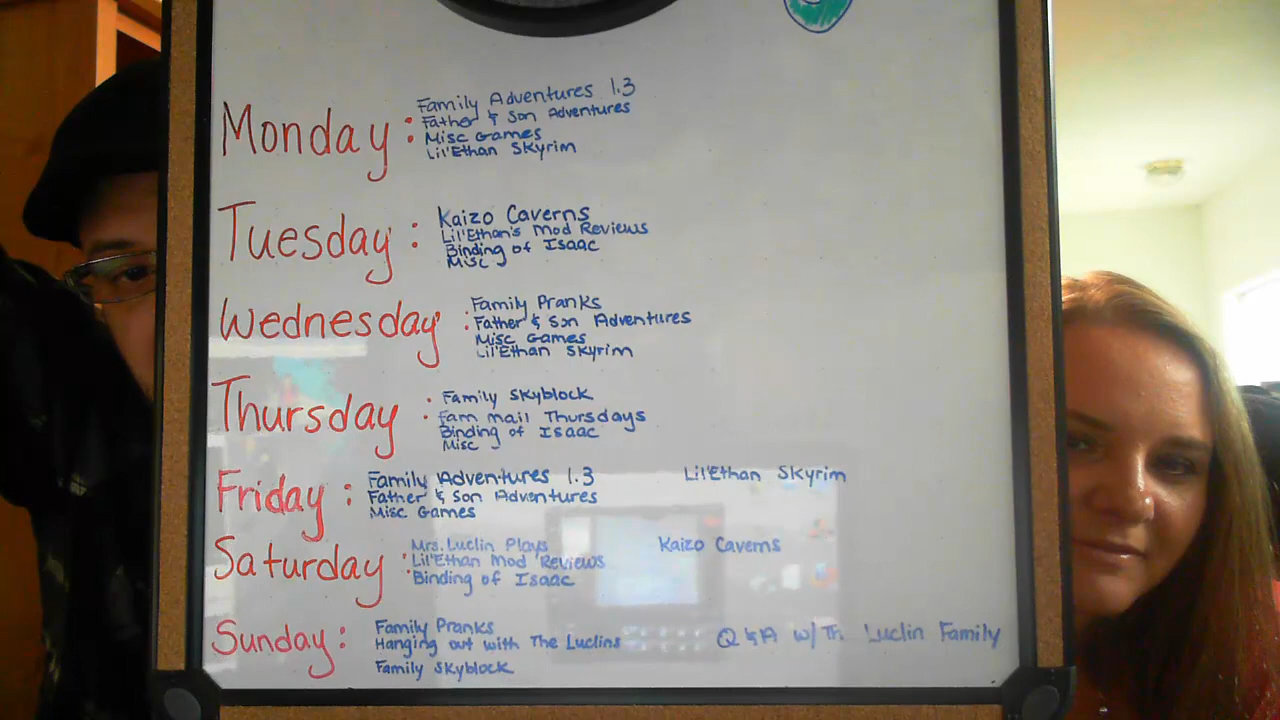 Monday:
Family Adventures 1.3
Father & Son Adventures
Misc Games
Lil'Ethan Skyrim
Tuesday:
Kaizo Caverns
Lil'Ethan's Mod Reviews
Binding of Isaac
Misc
Wednesday:
Family Pranks
Father & Son Adventures
Misc Games
Lil'Ethan Skyrim
Thursday:
Family Skyblock
Fam mail Thursdays
Binding of Isaac
Misc
Friday:
Family Adventures 1.3
Father & Son Adventures
Misc Games
Lil'Ethan Skyrim
Saturday:
Mrs. Luclin Plays
Lil'Ethan Mod Reviews
Binding of Isaac
Kaizo Caverns
Sunday:
Family Pranks
Hanging out with The Luclins
Family Skyblock
Q & A w/ Th Luclin Family